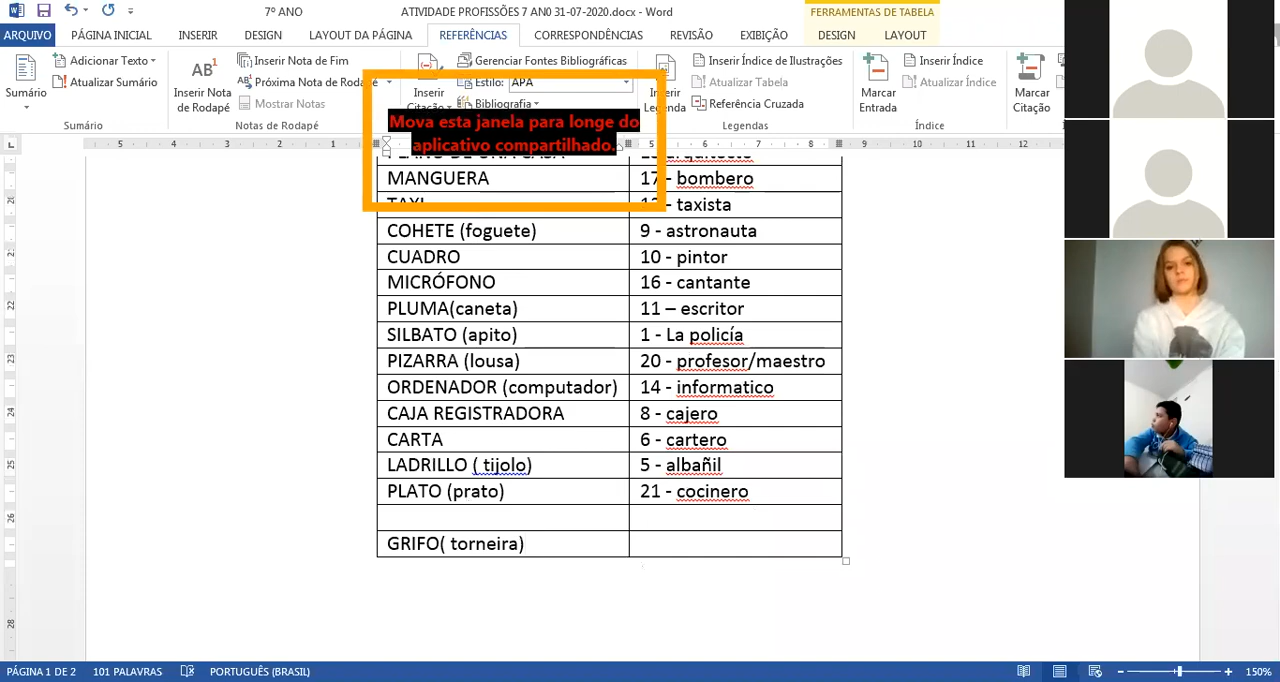 7º ANO
ATIVIDADE PROFISSÕES 7 AN0 31-07-2020.docx - Word
FERRAMENTAS DE TABELA
ARQUIVO PÁGINA INICIAL INSERIR DESIGN LAYOUT DA PÁGINA REFERÊNCIAS CORRESPONDÊNCIAS REVISÃO EXIBIÇÃO DESIGN LAYOUT
Adicionar Texto
Inserir Nota de Fim
Gerenciar Fontes Bibliográficas
Inserir Índice de Ilustrações
Inserir Índice
Atualizar Sumário
Próxima Nota de Rodapé
Estilo: APA
Atualizar Tabela
Atualizar Índice
Sumário
Inserir Nota de Rodapé
Inserir Citação
Inserir Legenda
Marcar Entrada
Marcar Citação
Mostrar Notas
Bibliografia
Referência Cruzada
Sumário
Notas de Rodapé
Legendas
Índice
Mova esta janela para longe do
aplicativo compartilhado.
MANGUERA 17 - bombero
TAXI - taxista
COHETE (foguete) 9 - astronauta
CUADRO 10 - pintor
MICRÓFONO 16 - cantante
PLUMA(caneta) 11 – escritor
SILBATO (apito) 1 - La policía
PIZARRA (lousa) 20 - profesor/maestro
ORDENADOR (computador) 14 - informatico
CAJA REGISTRADORA 8 - cajero
CARTA 6 - cartero
LADRILLO ( tijolo) 5 - albañil
PLATO (prato) 21 - cocinero
GRIFO( torneira)
PÁGINA 1 DE 2 101 PALAVRAS PORTUGUÊS (BRASIL) 150%